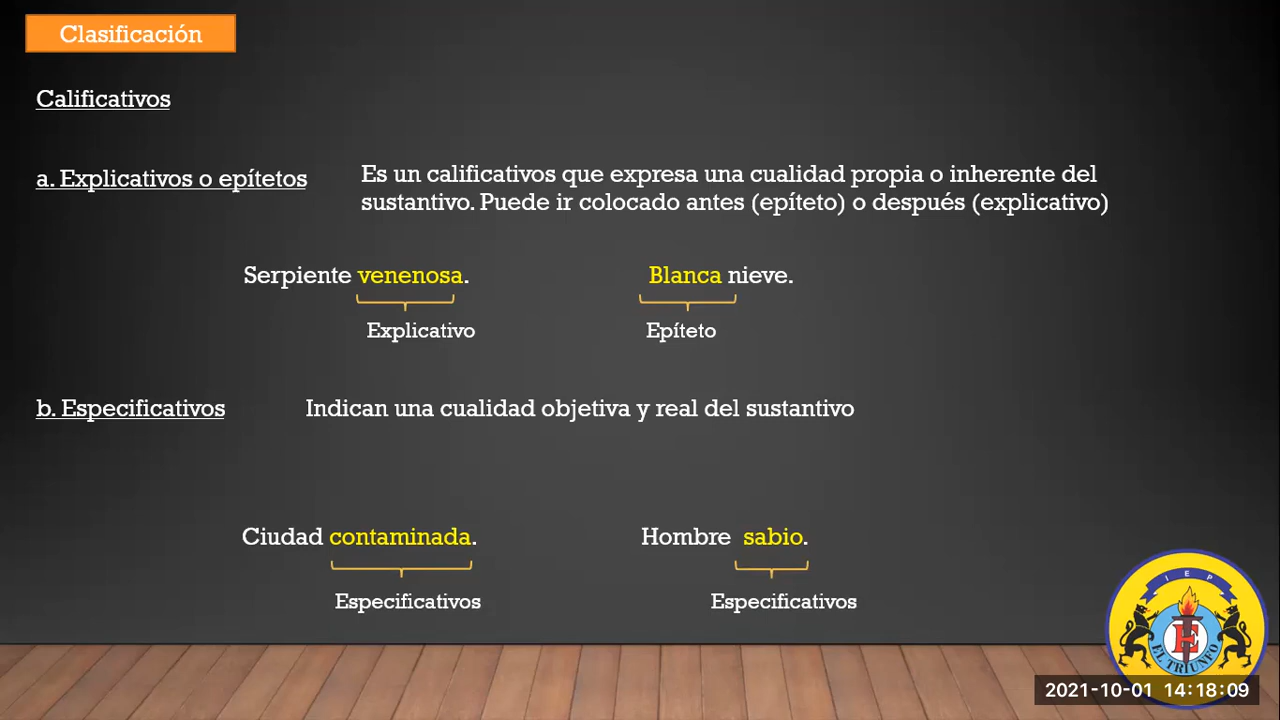 Clasificación
Calificativos
a. Explicativos o epítetos
Es un calificativos que expresa una cualidad propia o inherente del
sustantivo. Puede ir colocado antes (epíteto) o después (explicativo)
Serpiente venenosa.
Blanca nieve.
Explicativo
Epíteto
b. Especificativos
Indican una cualidad objetiva y real del sustantivo
Ciudad contaminada.
Hombre sabio.
Especificativos
Especificativos
I E P
E
EL TRIUNFO
2021-10-01 14:18:09